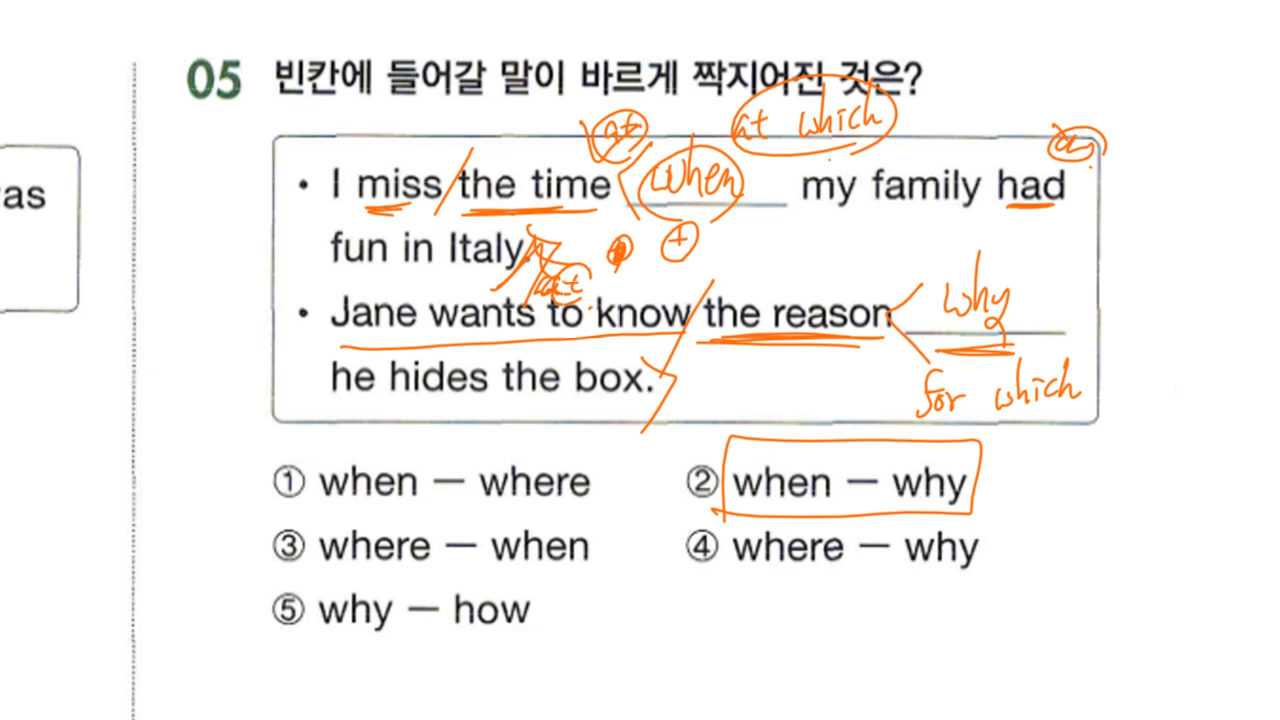 05 빈칸에 들어갈 말이 바르게 짝지어진 것은?
at which
at
as
• I miss the time when my family had
fun in Italy.
at
+
• Jane wants to know the reason why
he hides the box.
for which
① when – where ② when – why
③ where – when ④ where – why
⑤ why – how